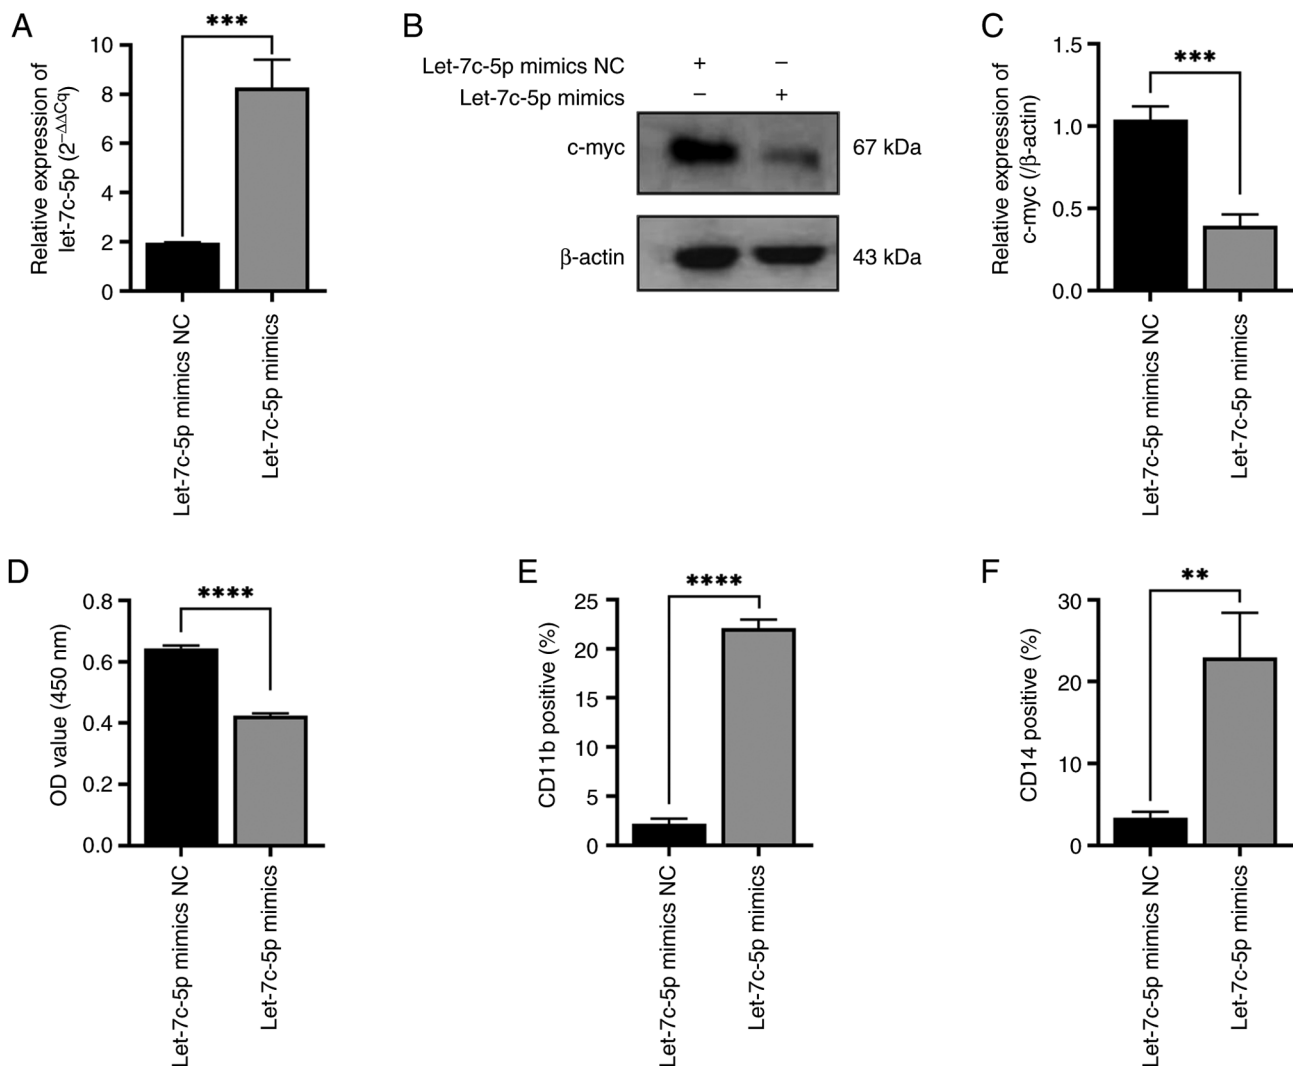 A
Relative expression of
let-7c-5p (2−ΔΔCq)
***
10
8
6
4
2
0
Let-7c-5p mimics NC
Let-7c-5p mimics
B
Let-7c-5p mimics NC + −
Let-7c-5p mimics − +
c-myc 67 kDa
β-actin 43 kDa
C
Relative expression of
c-myc (/β-actin)
***
1.5
1.0
0.5
0.0
Let-7c-5p mimics NC
Let-7c-5p mimics
D
OD value (450 nm)
****
0.8
0.6
0.4
0.2
0.0
Let-7c-5p mimics NC
Let-7c-5p mimics
E
CD11b positive (%)
****
25
20
15
10
5
0
Let-7c-5p mimics NC
Let-7c-5p mimics
F
CD14 positive (%)
**
30
20
10
0
Let-7c-5p mimics NC
Let-7c-5p mimics